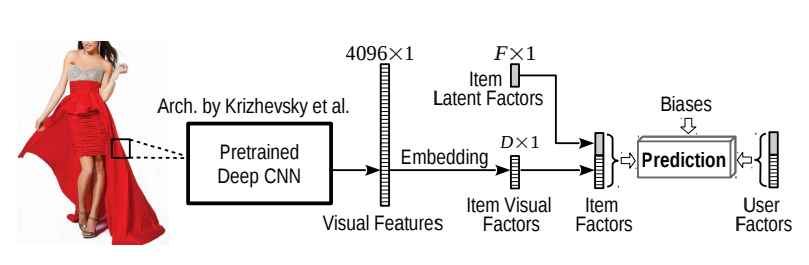 4096×1
F×1
Item
Latent Factors
Arch. by Krizhevsky et al.
Biases
Pretrained
Deep CNN
Embedding
D×1
Prediction
Visual Features
Item Visual
Factors
Item
Factors
User
Factors